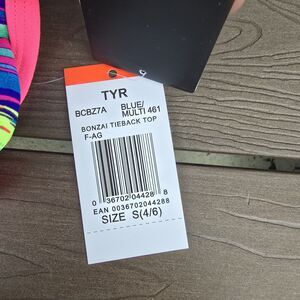 TYR
BCBZ7A BLUE/
MULTI 461
BONZAI TIEBACK TOP
F-AG
0 36702 04428 8
EAN 0036702044288
SIZE S(4/6)